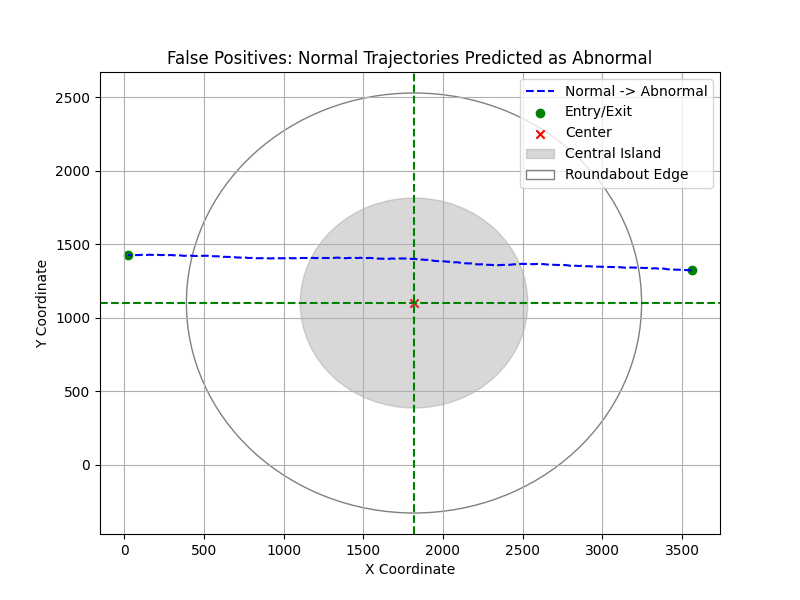 False Positives: Normal Trajectories Predicted as Abnormal
Normal -> Abnormal
Entry/Exit
Center
Central Island
Roundabout Edge
Y Coordinate
2500
2000
1500
1000
500
0
0 500 1000 1500 2000 2500 3000 3500
X Coordinate